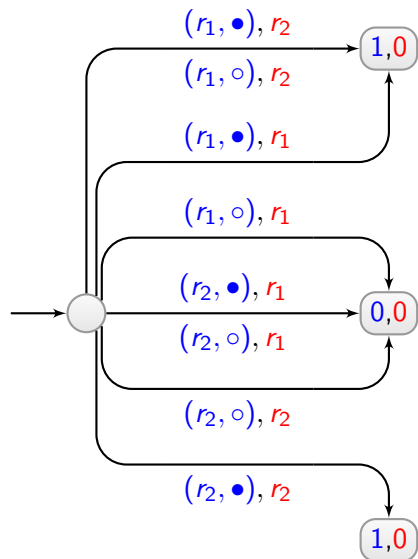 (r₁, •), r₂
1,0
(r₁, ∘), r₂
(r₁, •), r₁
(r₁, ∘), r₁
(r₂, •), r₁
0,0
(r₂, ∘), r₁
(r₂, ∘), r₂
(r₂, •), r₂
1,0